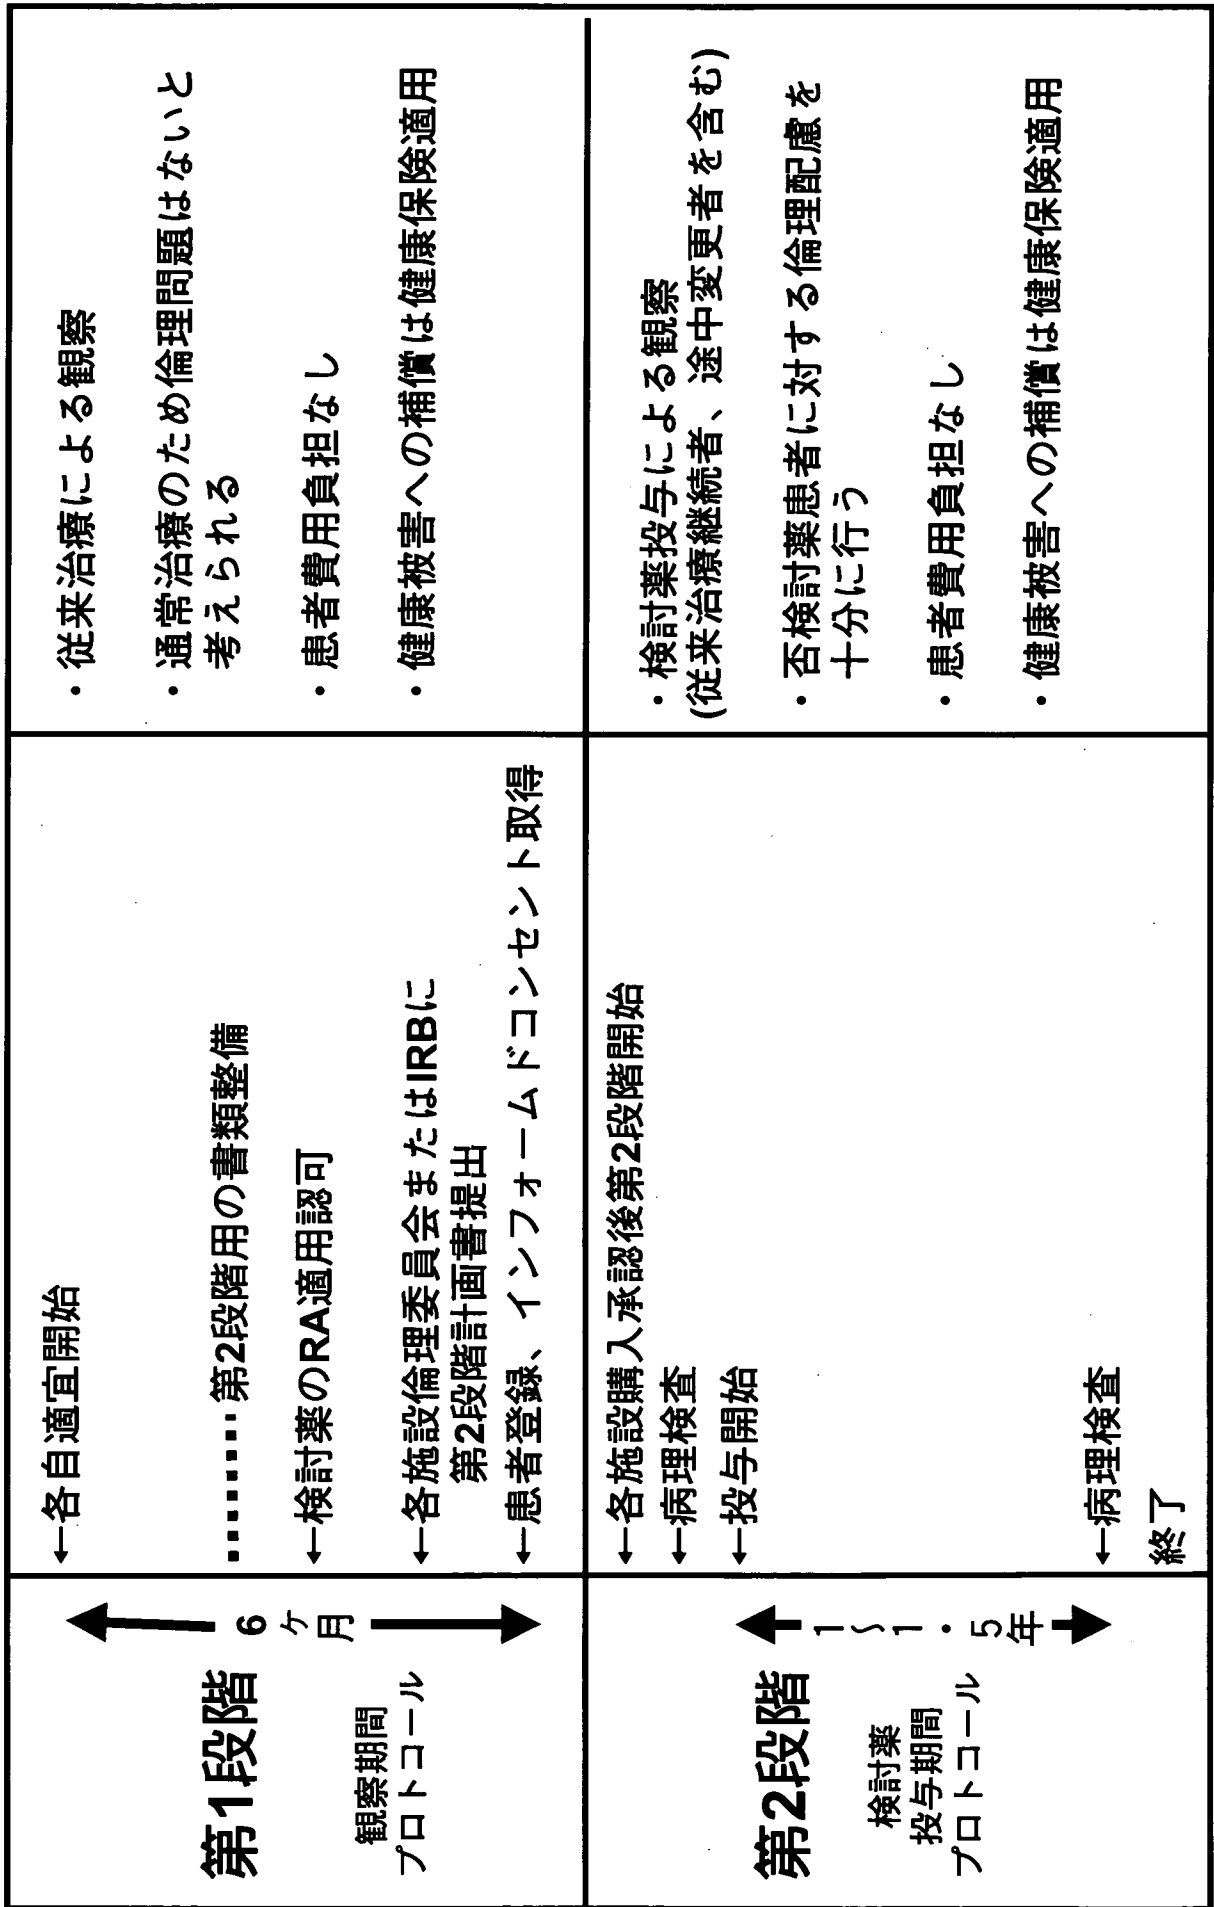 第1段階
観察期間
プロトコール
6
ケ
月
←各自適宜開始
………第2段階用の書類整備
←検討薬のRA適用認可
←各施設倫理委員会またはIRBに
第2段階計画書提出
←患者登録、インフォームドコンセント取得
・従来治療による観察
・通常治療のため倫理問題はないと
考えられる
・患者費用負担なし
・健康被害への補償は健康保険適用
第2段階
検討薬
投与期間
プロトコール
1
～
1
・
5
年
←各施設購入承認後第2段階開始
←病理検査
←投与開始
←病理検査
終了
・検討薬投与による観察
(従来治療継続者、途中変更者を含む)
・否検討薬患者に対する倫理配慮を
十分に行う
・患者費用負担なし
・健康被害への補償は健康保険適用